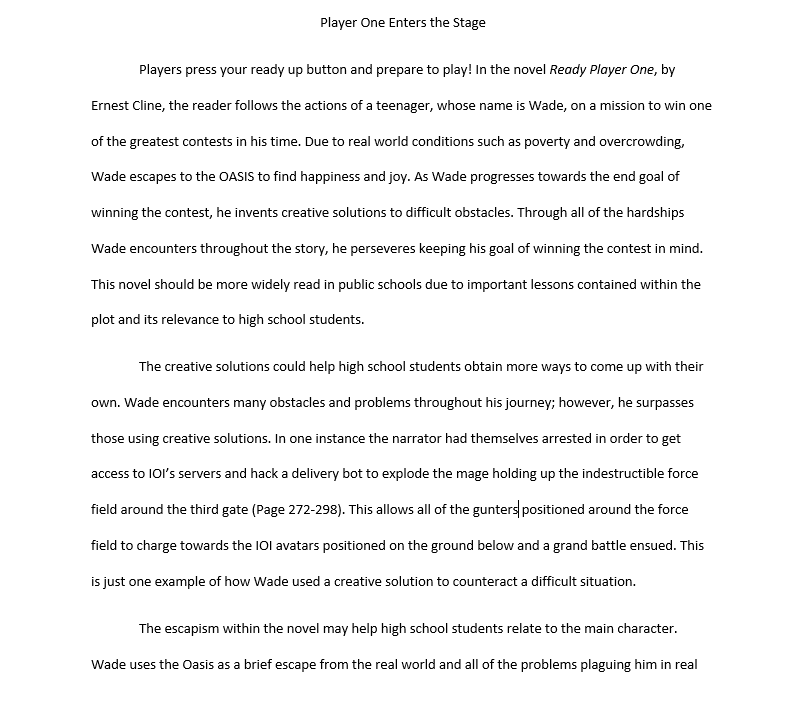 Player One Enters the Stage
Players press your ready up button and prepare to play! In the novel Ready Player One, by
Ernest Cline, the reader follows the actions of a teenager, whose name is Wade, on a mission to win one
of the greatest contests in his time. Due to real world conditions such as poverty and overcrowding,
Wade escapes to the OASIS to find happiness and joy. As Wade progresses towards the end goal of
winning the contest, he invents creative solutions to difficult obstacles. Through all of the hardships
Wade encounters throughout the story, he perseveres keeping his goal of winning the contest in mind.
This novel should be more widely read in public schools due to important lessons contained within the
plot and its relevance to high school students.
The creative solutions could help high school students obtain more ways to come up with their
own. Wade encounters many obstacles and problems throughout his journey; however, he surpasses
those using creative solutions. In one instance the narrator had themselves arrested in order to get
access to IOI’s servers and hack a delivery bot to explode the mage holding up the indestructible force
field around the third gate (Page 272-298). This allows all of the gunters positioned around the force
field to charge towards the IOI avatars positioned on the ground below and a grand battle ensued. This
is just one example of how Wade used a creative solution to counteract a difficult situation.
The escapism within the novel may help high school students relate to the main character.
Wade uses the Oasis as a brief escape from the real world and all of the problems plaguing him in real